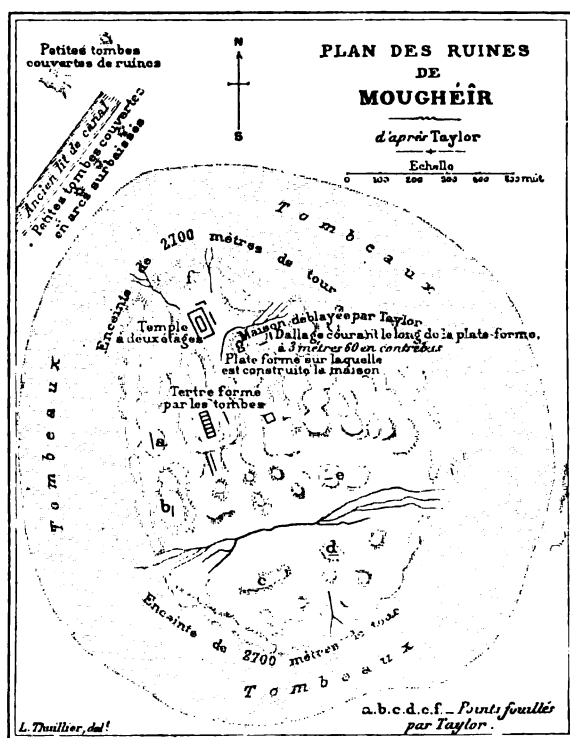 PLAN DES RUINES
DE
MOUGHÉÎR
d'après Taylor
Echelle
0 100 200 300 400 500 mèt.
N
S
Petites tombes
couvertes de ruines
Ancien lit de canal
Petites tombes couvertes
en arcs surbaissés
Tombeaux
Enceinte de 2700 mètres de tour
f
Temple
à deux étages
Maison déblayée par Taylor
Dallage courant le long de la plate-forme,
à 3 mètres 60 en contrebas
Plate forme sur laquelle
est construite la maison
Tertre formé
par les tombes
Tombeaux
a
e
b
d
c
Enceinte de 2700 mètres de tour
Tombeaux
a.b.c.d.e.f. _ Points fouillés
par Taylor.
L. Thuillier, delt.